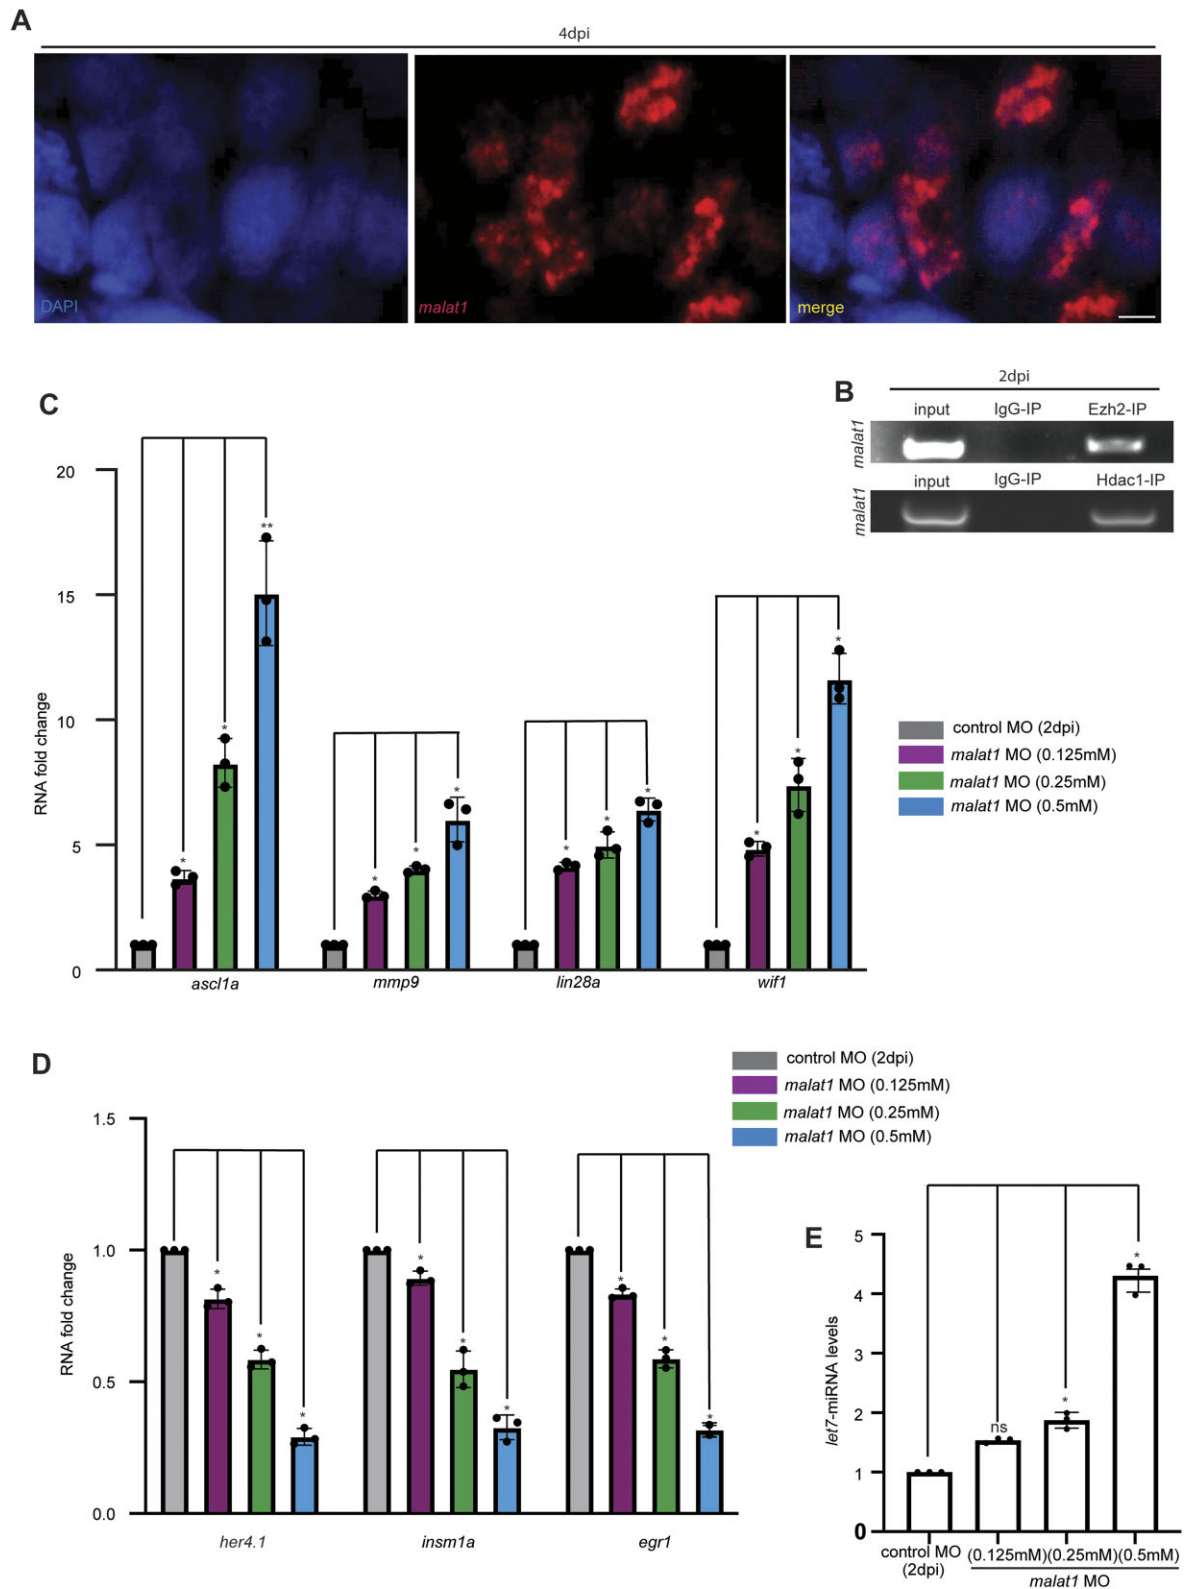 A
4dpi
DAPI
malat1
merge
B
2dpi
input IgG-IP Ezh2-IP
malat1
input IgG-IP Hdac1-IP
malat1
C
RNA fold change
20
15
10
5
0
**
*
*
*
*
*
*
*
*
*
*
*
ascl1a mmp9 lin28a wif1
control MO (2dpi)
malat1 MO (0.125mM)
malat1 MO (0.25mM)
malat1 MO (0.5mM)
D
control MO (2dpi)
malat1 MO (0.125mM)
malat1 MO (0.25mM)
malat1 MO (0.5mM)
RNA fold change
1.5
1.0
0.5
0.0
*
*
*
*
*
*
*
*
*
her4.1 insm1a egr1
E
let7-miRNA levels
5
4
3
2
1
0
ns
*
*
control MO (0.125mM)(0.25mM)(0.5mM)
(2dpi)
malat1 MO